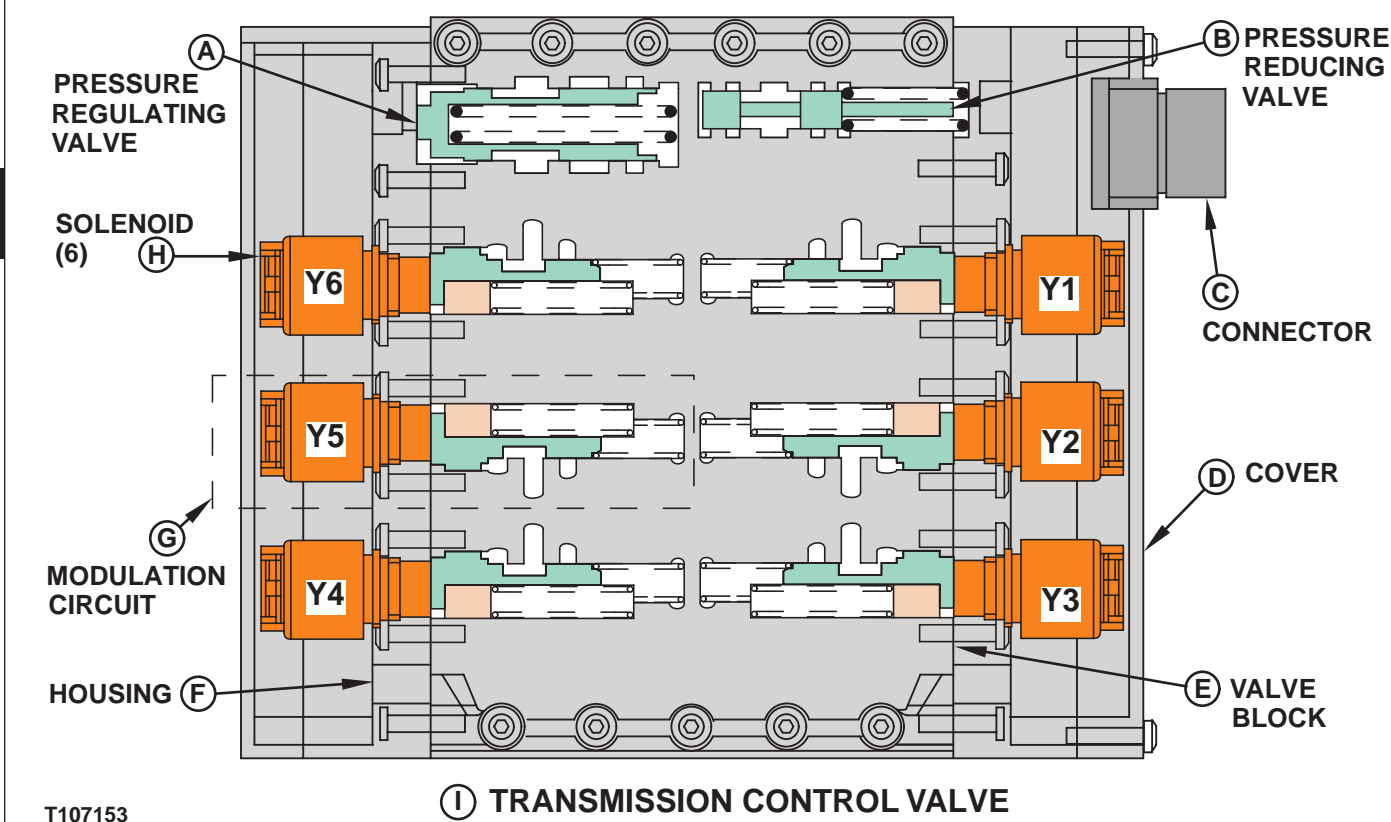 A
PRESSURE
REGULATING
VALVE
B PRESSURE
REDUCING
VALVE
SOLENOID
(6) H
Y6
Y1
C
CONNECTOR
Y5
Y2
D COVER
G
MODULATION
CIRCUIT
Y4
Y3
HOUSING F
E VALVE
BLOCK
I TRANSMISSION CONTROL VALVE
T107153